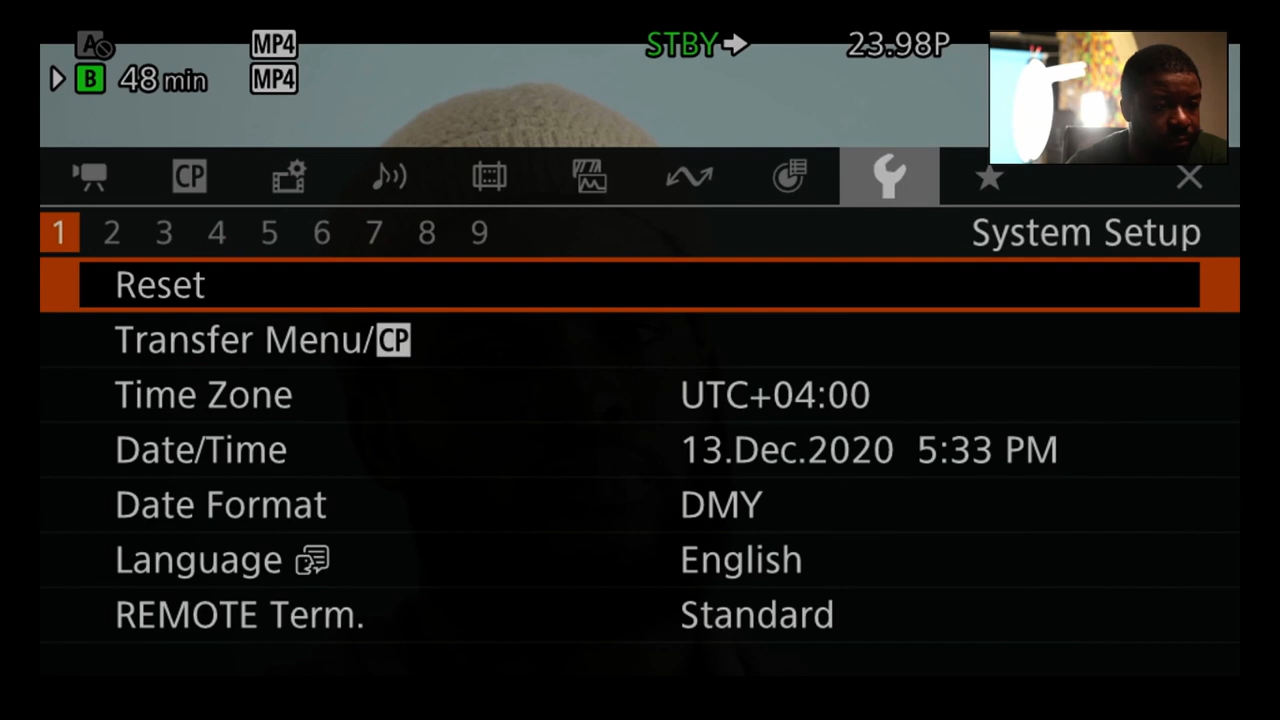 A MP4 STBY 23.98P
B 48 min MP4
CP
1 2 3 4 5 6 7 8 9 System Setup
Reset
Transfer Menu/CP
Time Zone UTC+04:00
Date/Time 13.Dec.2020 5:33 PM
Date Format DMY
Language English
REMOTE Term. Standard